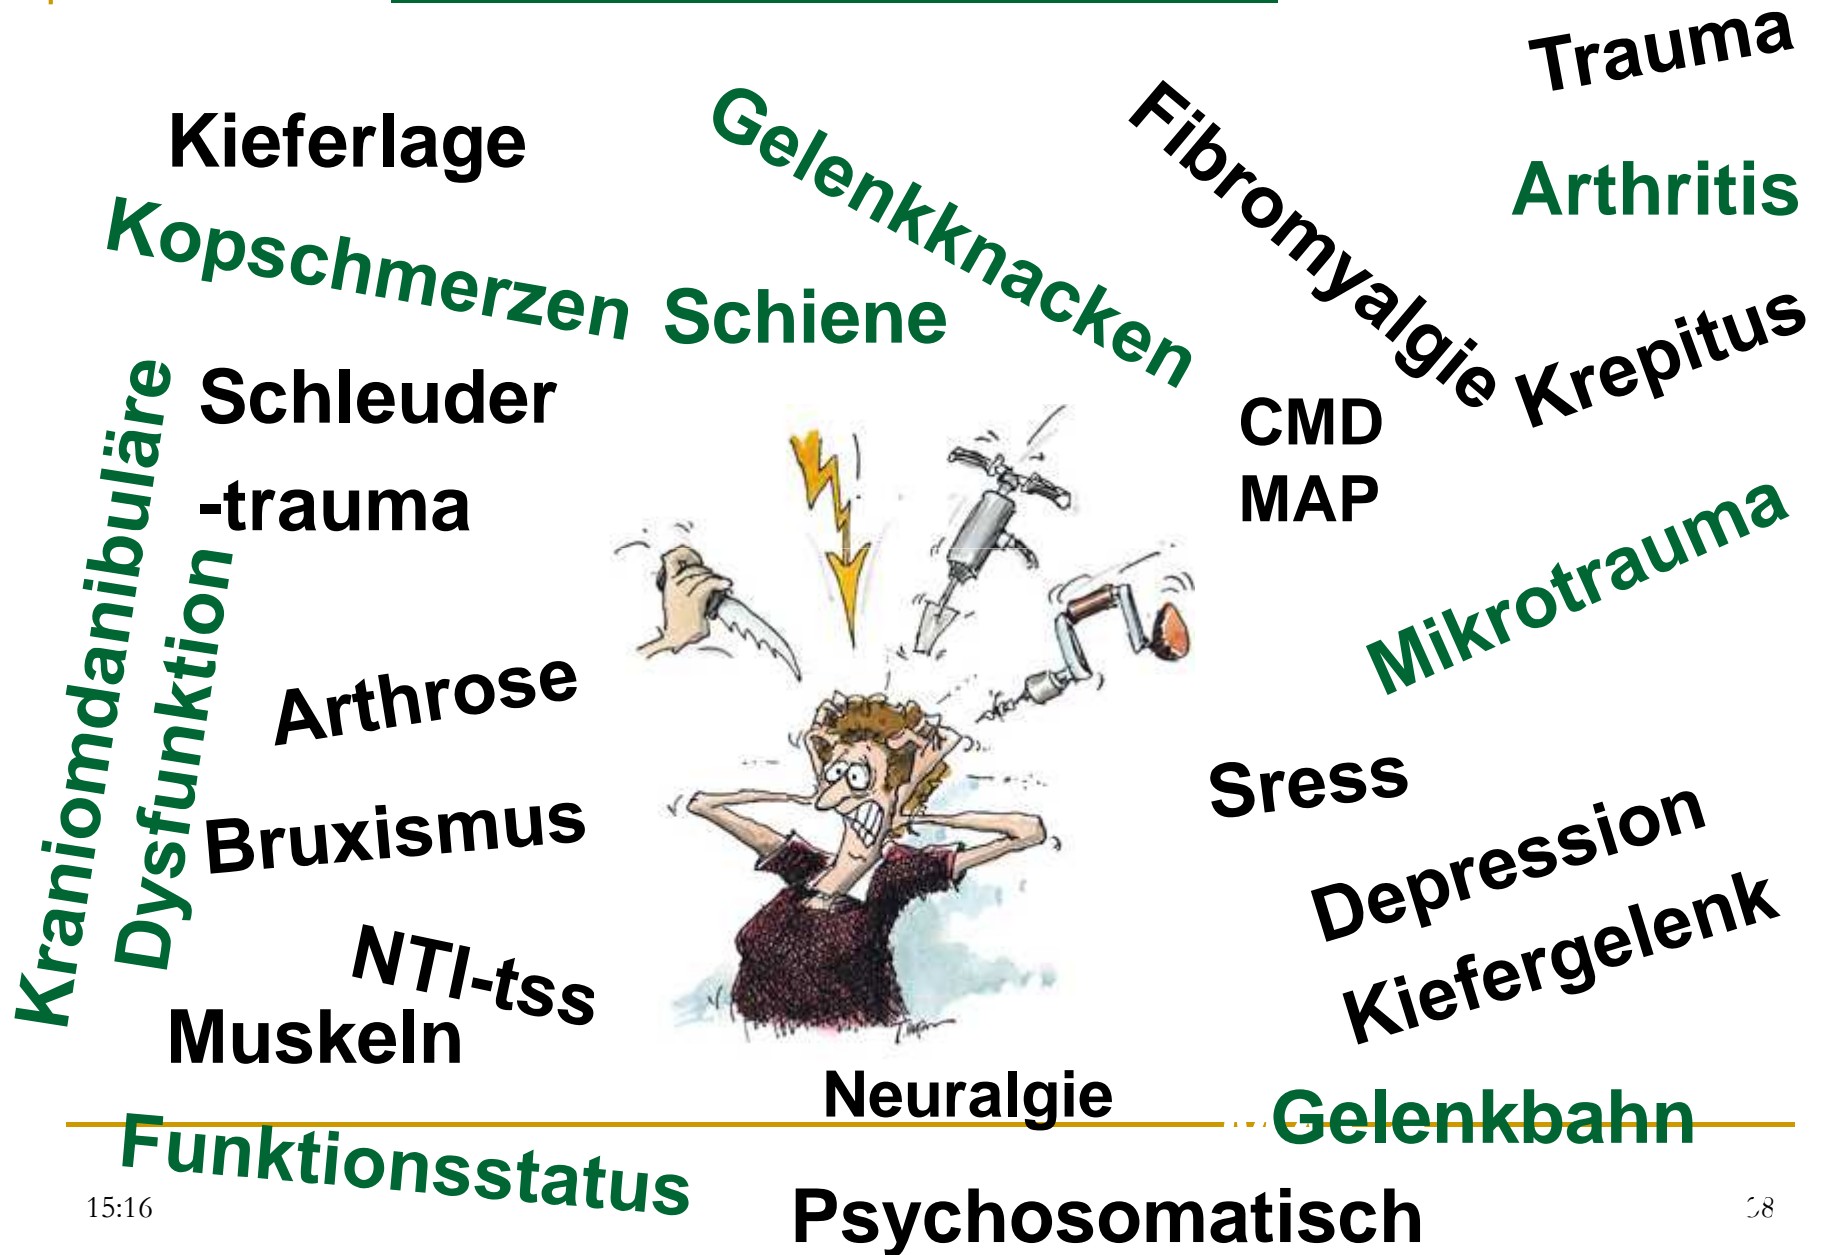 Trauma
Kieferlage
Gelenkknacken
Fibromyalgie
Arthritis
Kopschmerzen
Schiene
Krepitus
Schleuder
-trauma
CMD
MAP
Kraniomdanibuläre
Dysfunktion
Mikrotrauma
Arthrose
Sress
Bruxismus
Depression
NTI-tss
Kiefergelenk
Muskeln
Neuralgie
Gelenkbahn
Funktionsstatus
Psychosomatisch
15:16